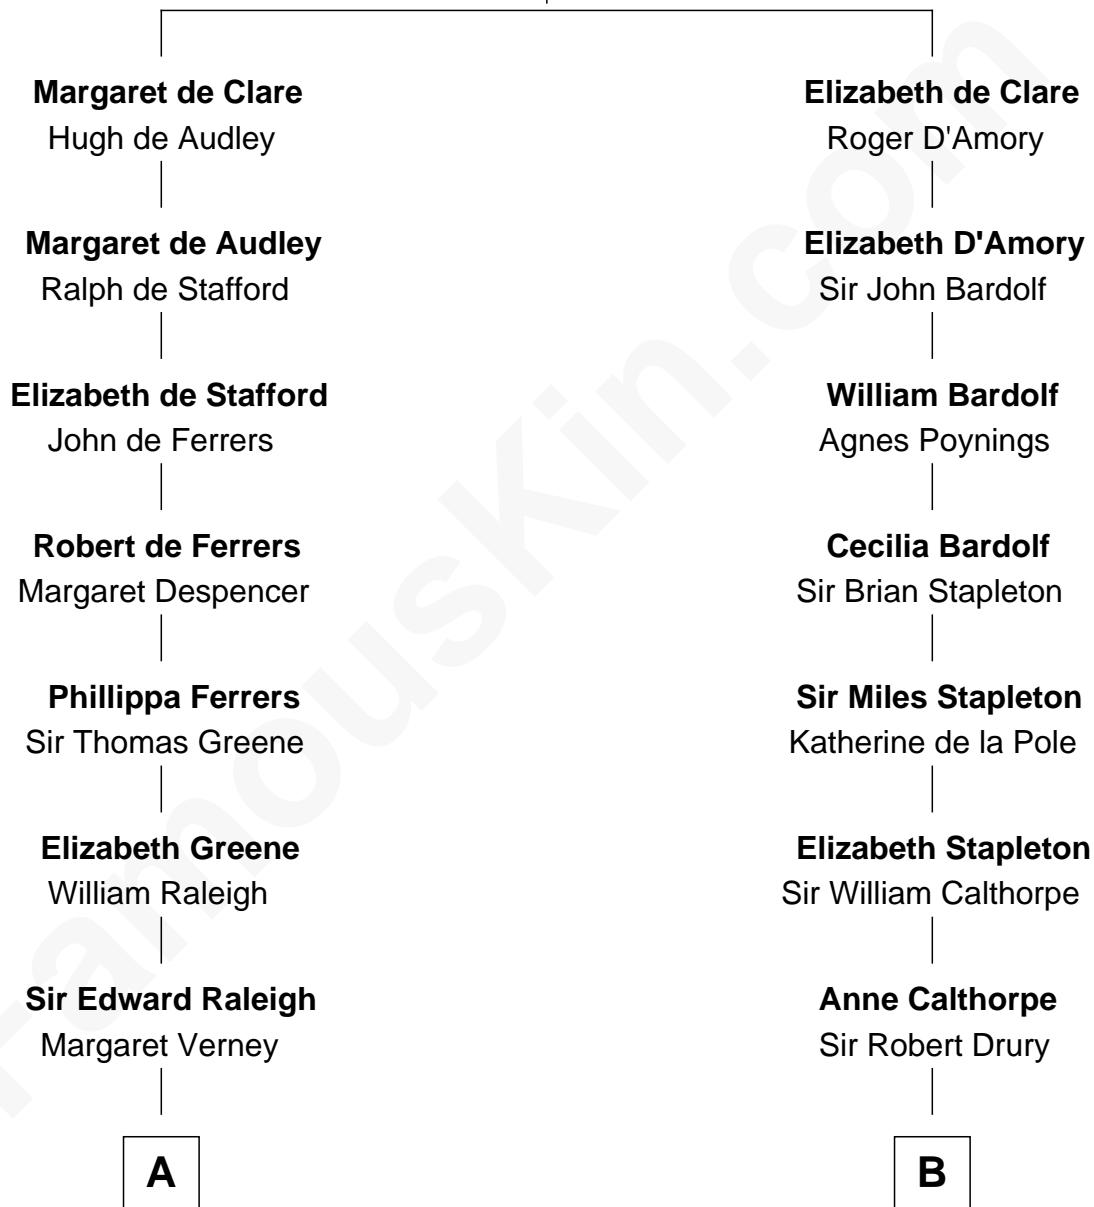 Margaret de Clare
Hugh de Audley
Margaret de Audley
Ralph de Stafford
Elizabeth de Stafford
John de Ferrers
Robert de Ferrers
Margaret Despencer
Phillippa Ferrers
Sir Thomas Greene
Elizabeth Greene
William Raleigh
Sir Edward Raleigh
Margaret Verney
A
Elizabeth de Clare
Roger D'Amory
Elizabeth D'Amory
Sir John Bardolf
William Bardolf
Agnes Poynings
Cecilia Bardolf
Sir Brian Stapleton
Sir Miles Stapleton
Katherine de la Pole
Elizabeth Stapleton
Sir William Calthorpe
Anne Calthorpe
Sir Robert Drury
B
FamousKin.com